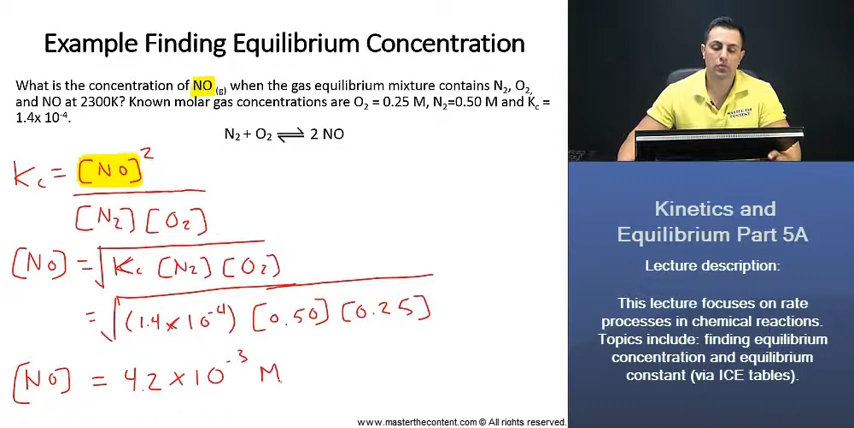 Example Finding Equilibrium Concentration
What is the concentration of NO (g) when the gas equilibrium mixture contains N₂, O₂,
and NO at 2300K? Known molar gas concentrations are O₂ = 0.25 M, N₂=0.50 M and K꜀ =
1.4x 10⁻⁴.
N₂ + O₂ ⇌ 2 NO
Kc = [NO]²
[N₂] [O₂]
[NO] = √Kc [N₂] [O₂]
= √(1.4 × 10⁻⁴) [0.50] [0.25]
[NO] = 4.2 × 10⁻³ M
www.masterthecontent.com © All rights reserved.
MASTER THE
CONTENT
Kinetics and
Equilibrium Part 5A
Lecture description:
This lecture focuses on rate
processes in chemical reactions.
Topics include: finding equilibrium
concentration and equilibrium
constant (via ICE tables).